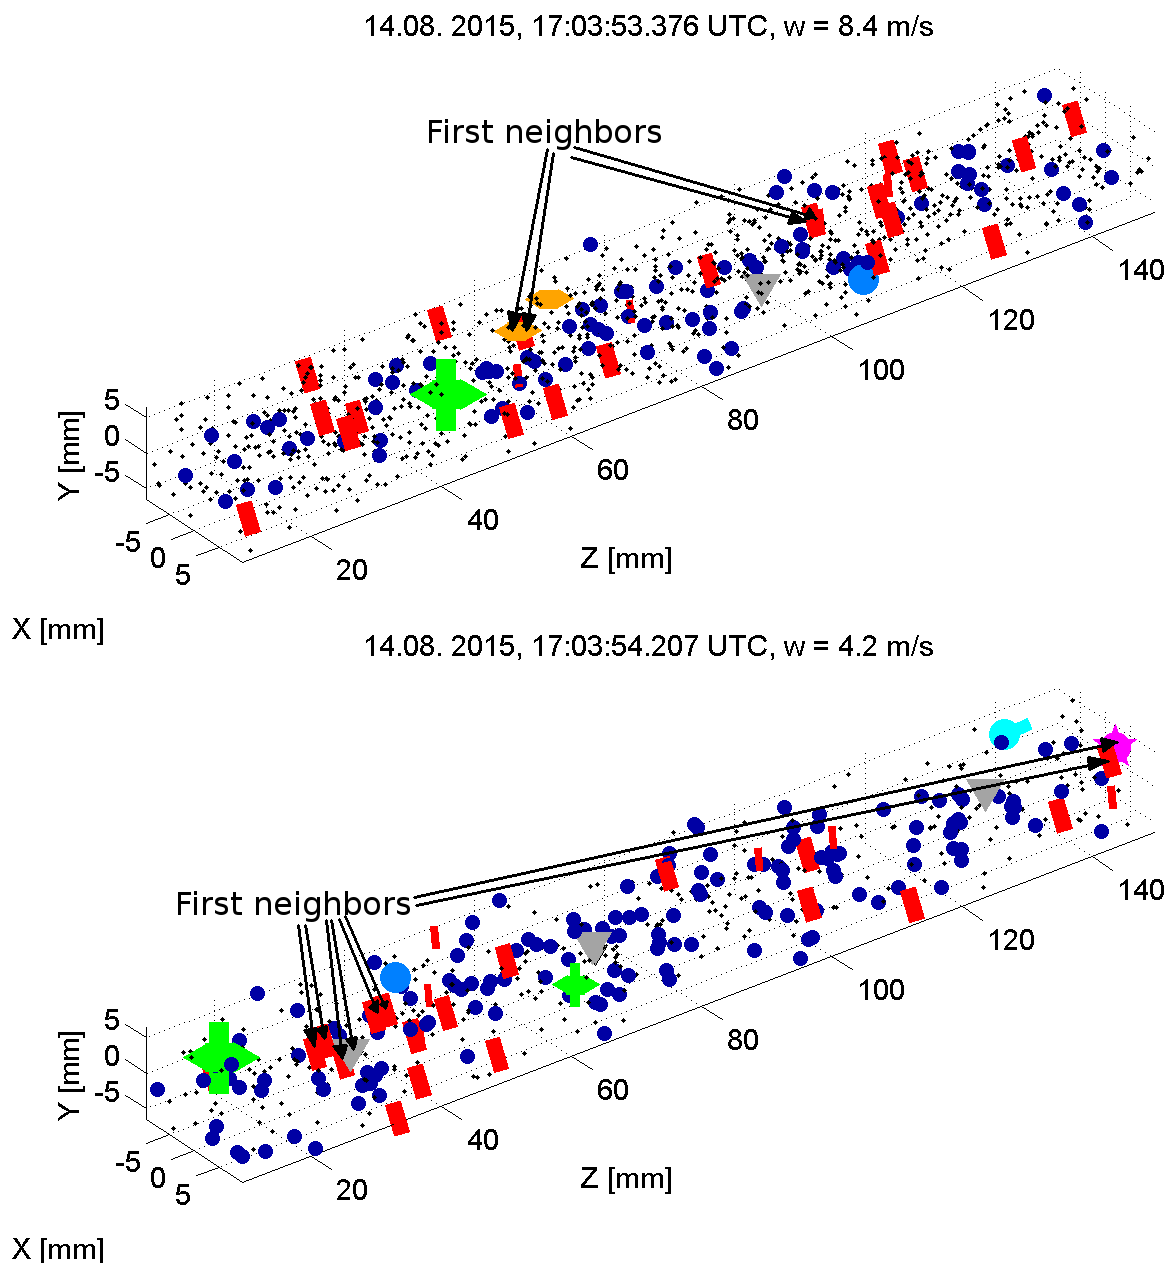 14.08. 2015, 17:03:53.376 UTC, w = 8.4 m/s
First neighbors
140
120
100
80
60
40
20
5
0
-5
Y [mm]
-5
0
5
Z [mm]
X [mm]
14.08. 2015, 17:03:54.207 UTC, w = 4.2 m/s
First neighbors
140
120
100
80
60
40
20
5
0
-5
Y [mm]
-5
0
5
Z [mm]
X [mm]